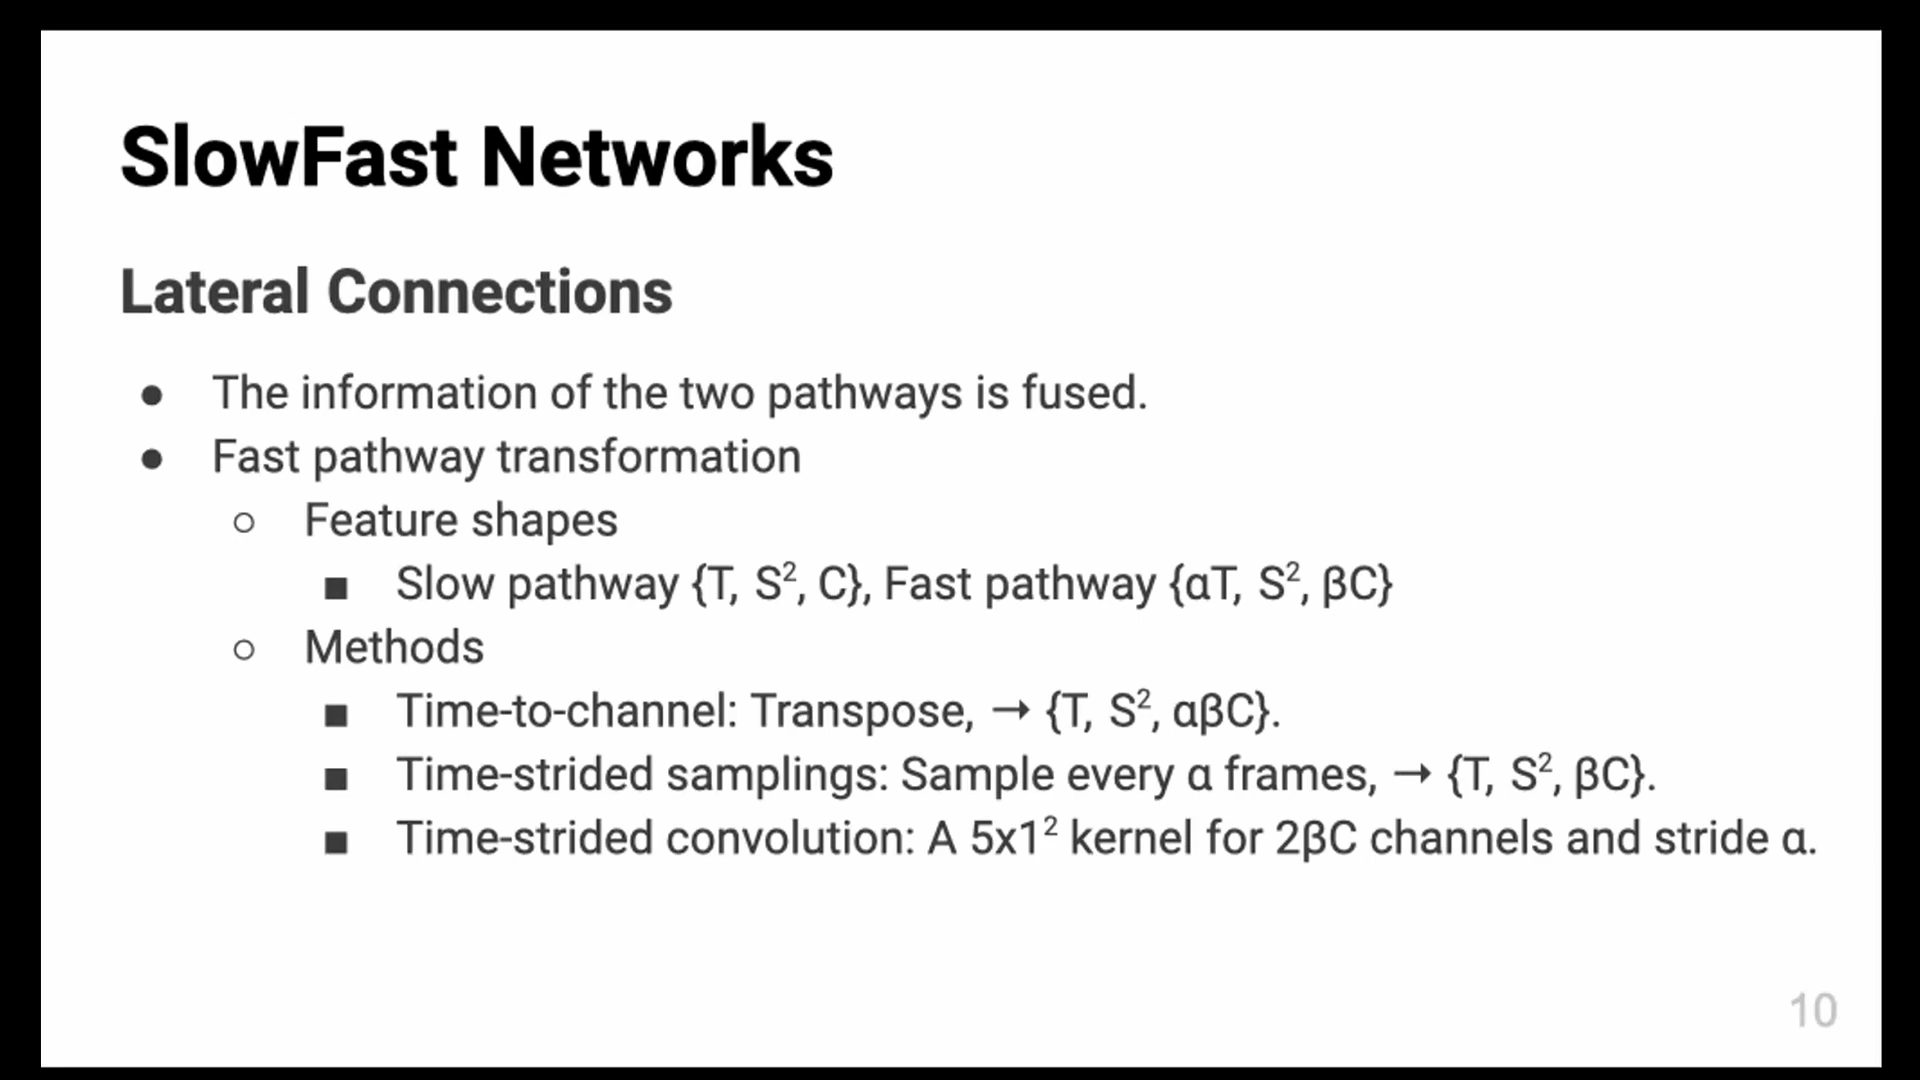 SlowFast Networks
Lateral Connections
● The information of the two pathways is fused.
● Fast pathway transformation
○ Feature shapes
■ Slow pathway {T, S², C}, Fast pathway {αT, S², βC}
○ Methods
■ Time-to-channel: Transpose, → {T, S², αβC}.
■ Time-strided samplings: Sample every α frames, → {T, S², βC}.
■ Time-strided convolution: A 5x1² kernel for 2βC channels and stride α.
10